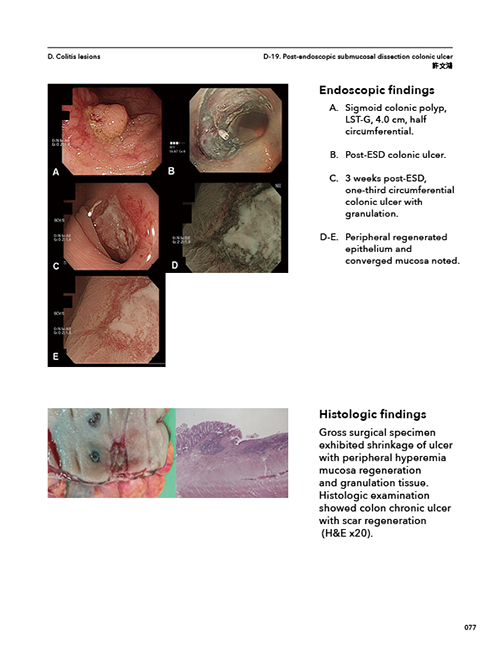 D. Colitis lesions
D-19. Post-endoscopic submucosal dissection colonic ulcer
許文鴻
Endoscopic findings
A. Sigmoid colonic polyp,
LST-G, 4.0 cm, half
circumferential.
B. Post-ESD colonic ulcer.
C. 3 weeks post-ESD,
one-third circumferential
colonic ulcer with
granulation.
D-E. Peripheral regenerated
epithelium and
converged mucosa noted.
A
B
C
D
E
Histologic findings
Gross surgical specimen
exhibited shrinkage of ulcer
with peripheral hyperemia
mucosa regeneration
and granulation tissue.
Histologic examination
showed colon chronic ulcer
with scar regeneration
(H&E x20).
077